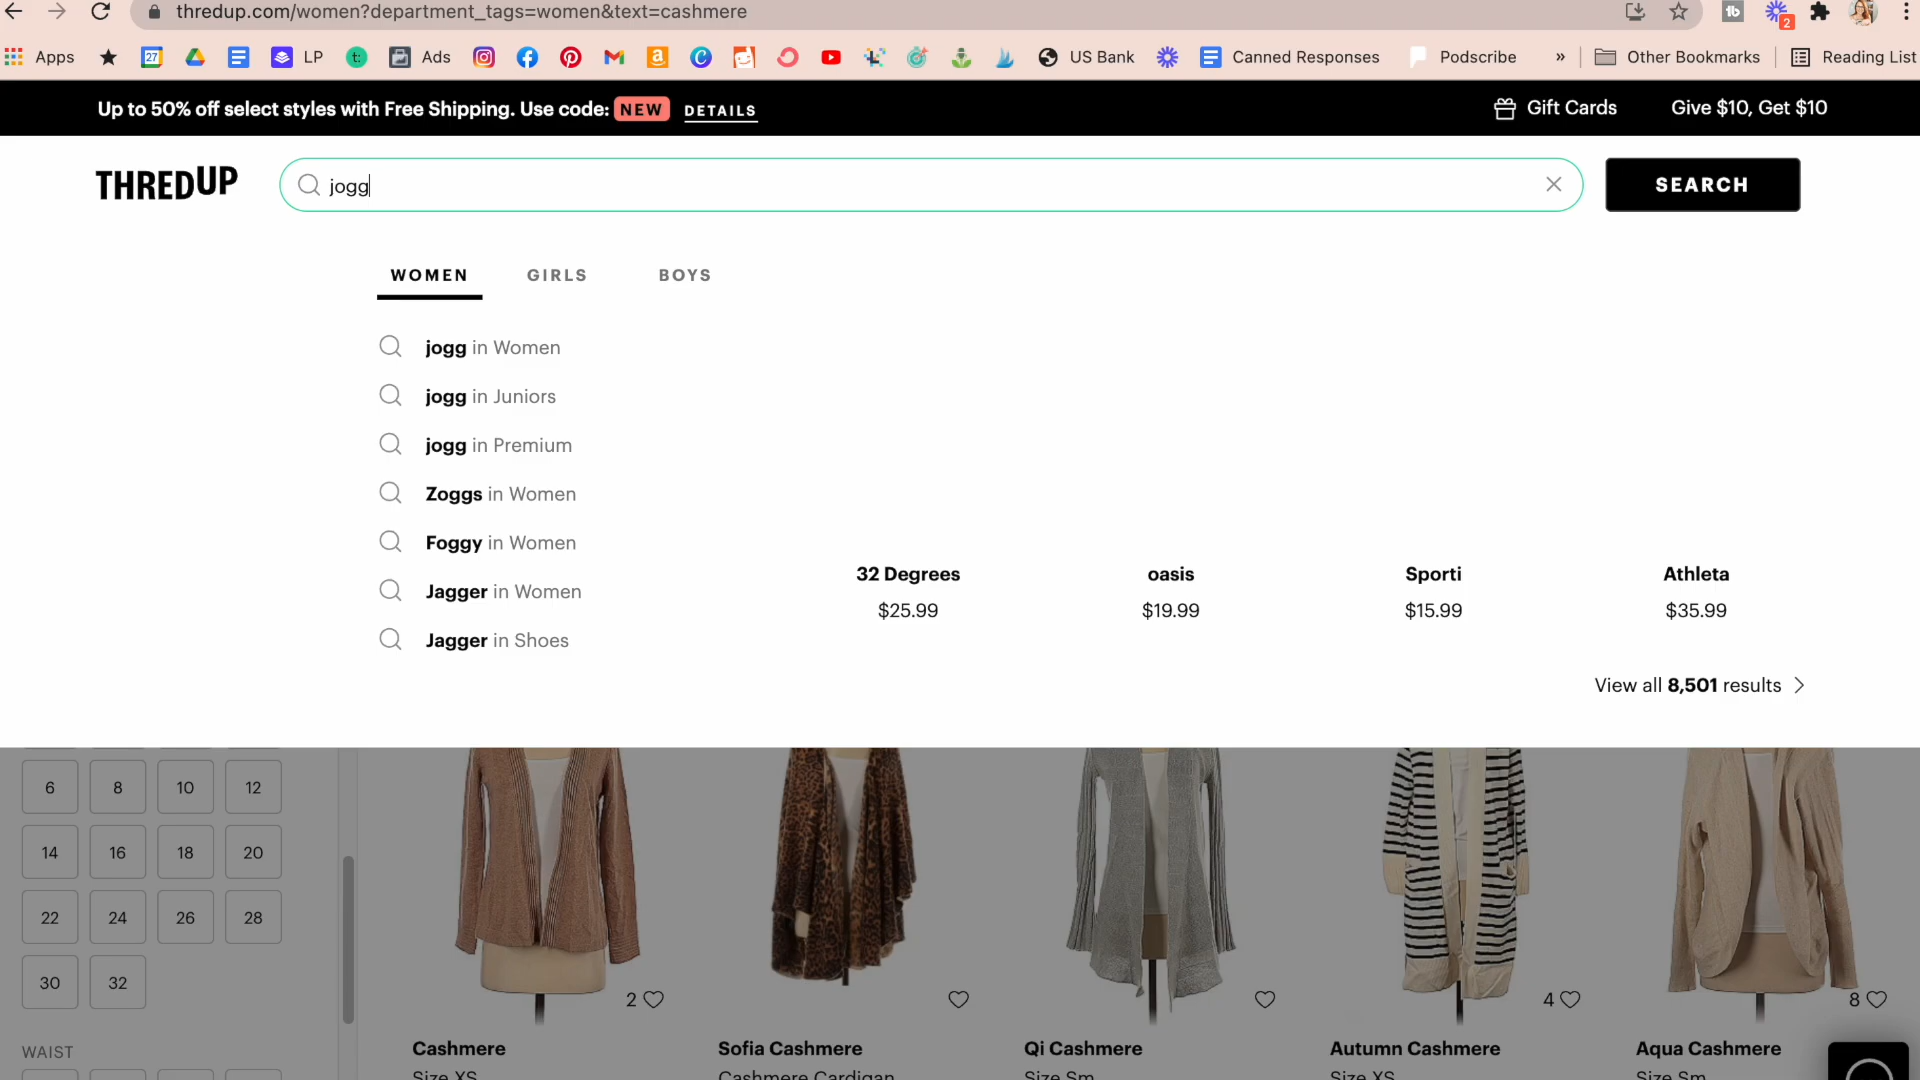 thredup.com/women?department_tags=women&text=cashmere
2
Apps
27
LP
t:
Ads
US Bank
Canned Responses
Podscribe
»
Other Bookmarks
Reading List
Up to 50% off select styles with Free Shipping. Use code: NEW DETAILS
Gift Cards
Give $10, Get $10
THREDUP
jogg
SEARCH
WOMEN
GIRLS
BOYS
jogg in Women
jogg in Juniors
jogg in Premium
Zoggs in Women
Foggy in Women
Jagger in Women
Jagger in Shoes
32 Degrees
$25.99
oasis
$19.99
Sporti
$15.99
Athleta
$35.99
View all 8,501 results
6 8 10 12
14 16 18 20
22 24 26 28
30 32
WAIST
2
4
8
Cashmere
Size XS
Sofia Cashmere
Cashmere Cardigan
Qi Cashmere
Size Sm
Autumn Cashmere
Size XS
Aqua Cashmere
Size Sm